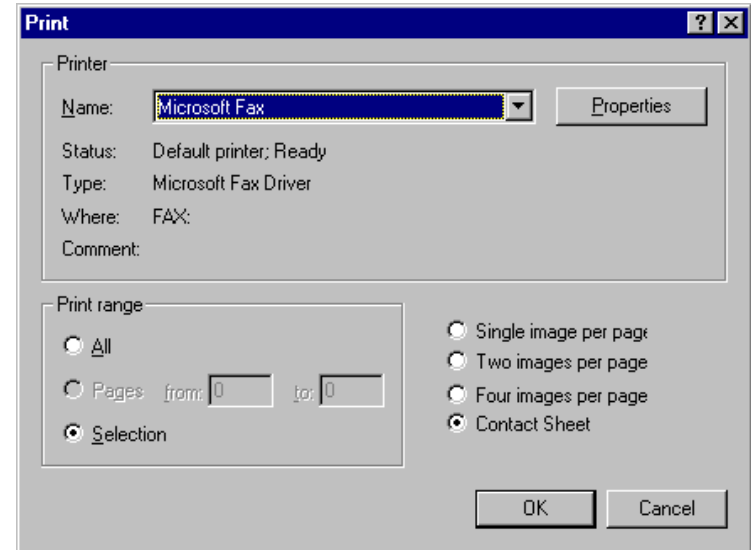 Print
Printer
Name: Microsoft Fax Properties
Status: Default printer; Ready
Type: Microsoft Fax Driver
Where: FAX:
Comment:
Print range
All
Pages from: 0 to: 0
Selection
Single image per page
Two images per page
Four images per page
Contact Sheet
OK Cancel